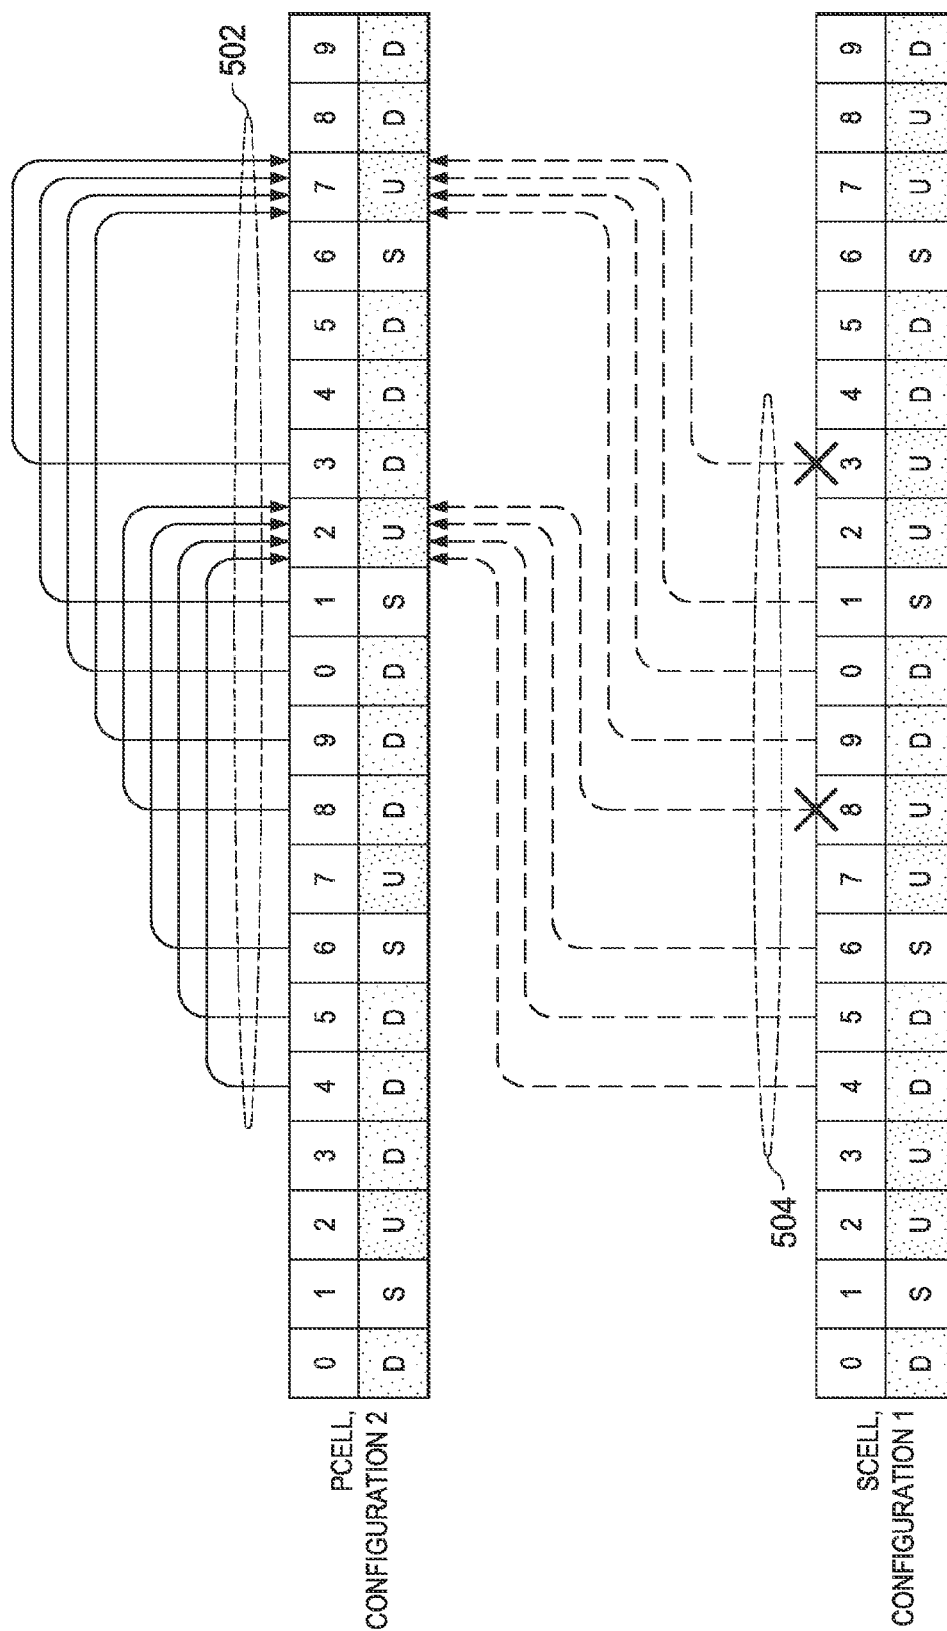 502
0 1 2 3 4 5 6 7 8 9 0 1 2 3 4 5 6 7 8 9
D S U D D D S U D D D S U D D D S U D D
PCELL,
CONFIGURATION 2
504
0 1 2 3 4 5 6 7 8 9 0 1 2 3 4 5 6 7 8 9
D S U U D D S U U D D S U U D D S U U D
SCELL,
CONFIGURATION 1